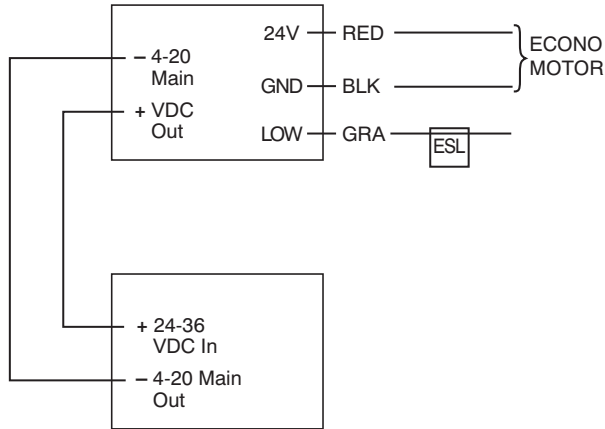 24V RED
− 4-20
Main
ECONO
MOTOR
GND BLK
+ VDC
Out
LOW GRA
ESL
+ 24-36
VDC In
− 4-20 Main
Out